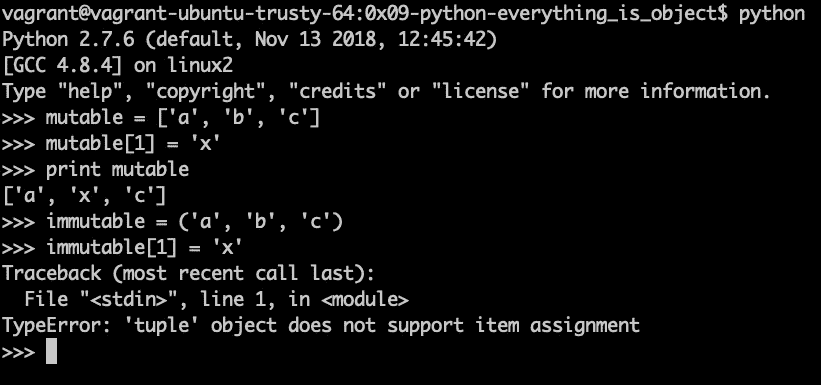 vagrant@vagrant-ubuntu-trusty-64:0x09-python-everything_is_object$ python
Python 2.7.6 (default, Nov 13 2018, 12:45:42)
[GCC 4.8.4] on linux2
Type "help", "copyright", "credits" or "license" for more information.
>>> mutable = ['a', 'b', 'c']
>>> mutable[1] = 'x'
>>> print mutable
['a', 'x', 'c']
>>> immutable = ('a', 'b', 'c')
>>> immutable[1] = 'x'
Traceback (most recent call last):
  File "<stdin>", line 1, in <module>
TypeError: 'tuple' object does not support item assignment
>>>